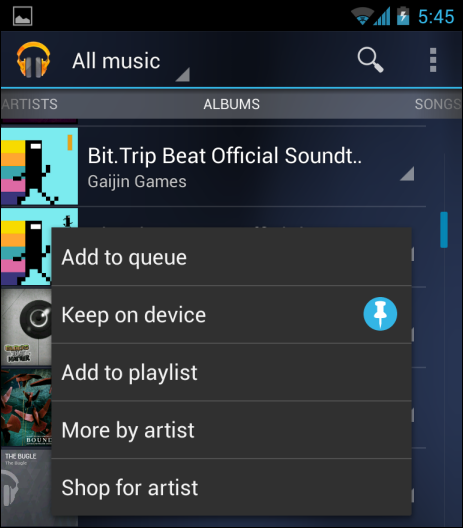 5:45
All music
ARTISTS ALBUMS SONGS
Bit.Trip Beat Official Soundt..
Gaijin Games
Add to queue
Keep on device
Add to playlist
BOUND
More by artist
THE BUGLE
The Bugle
Shop for artist